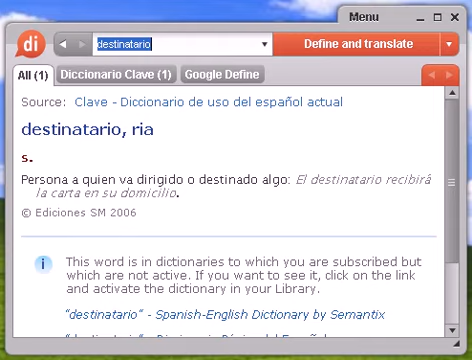 Menu
di
destinatario
Define and translate
All (1)
Diccionario Clave (1)
Google Define
Source: Clave - Diccionario de uso del español actual
destinatario, ria
s.
Persona a quien va dirigido o destinado algo: El destinatario recibirá
la carta en su domicilio.
© Ediciones SM 2006
i
This word is in dictionaries to which you are subscribed but
which are not active. If you want to see it, click on the link
and activate the dictionary in your Library.
"destinatario" - Spanish-English Dictionary by Semantix